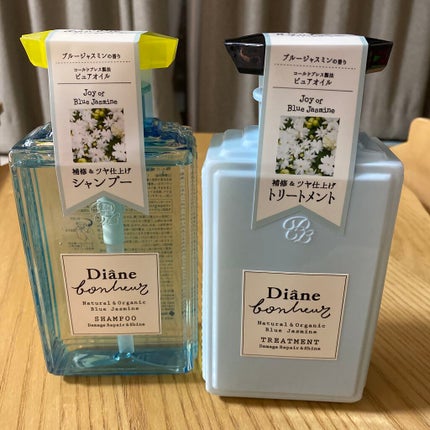 ブルージャスミンの香り
コールドプレス製法
ピュアオイル
Joy of
Blue Jasmine
補修 & ツヤ仕上げ
シャンプー
Diâne
bonheur
Natural & Organic
Blue Jasmine
SHAMPOO
Damage Repair & Shine
ブルージャスミンの香り
コールドプレス製法
ピュアオイル
Joy of
Blue Jasmine
補修 & ツヤ仕上げ
トリートメント
Diâne
bonheur
Natural & Organic
Blue Jasmine
TREATMENT
Damage Repair & Shine